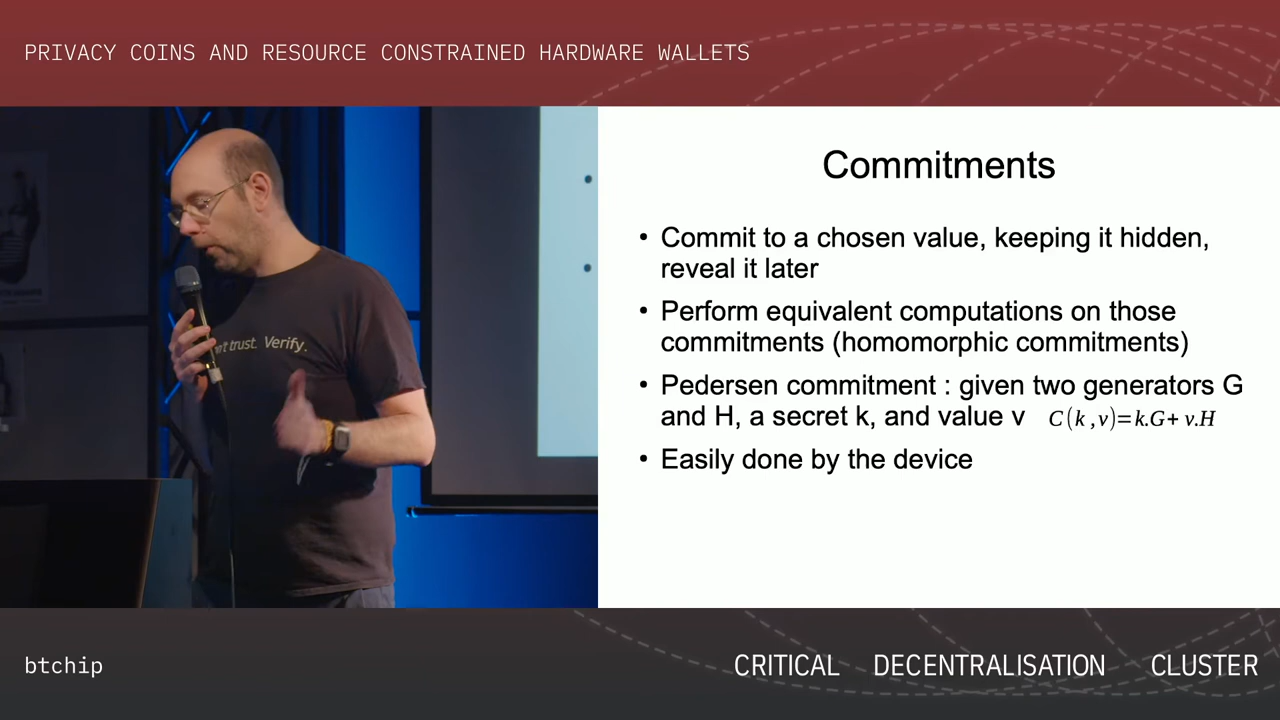 PRIVACY COINS AND RESOURCE CONSTRAINED HARDWARE WALLETS
trust. Verify.
Commitments
• Commit to a chosen value, keeping it hidden,
reveal it later
• Perform equivalent computations on those
commitments (homomorphic commitments)
• Pedersen commitment : given two generators G
and H, a secret k, and value v C(k,v)=k.G+v.H
• Easily done by the device
btchip
CRITICAL DECENTRALISATION CLUSTER